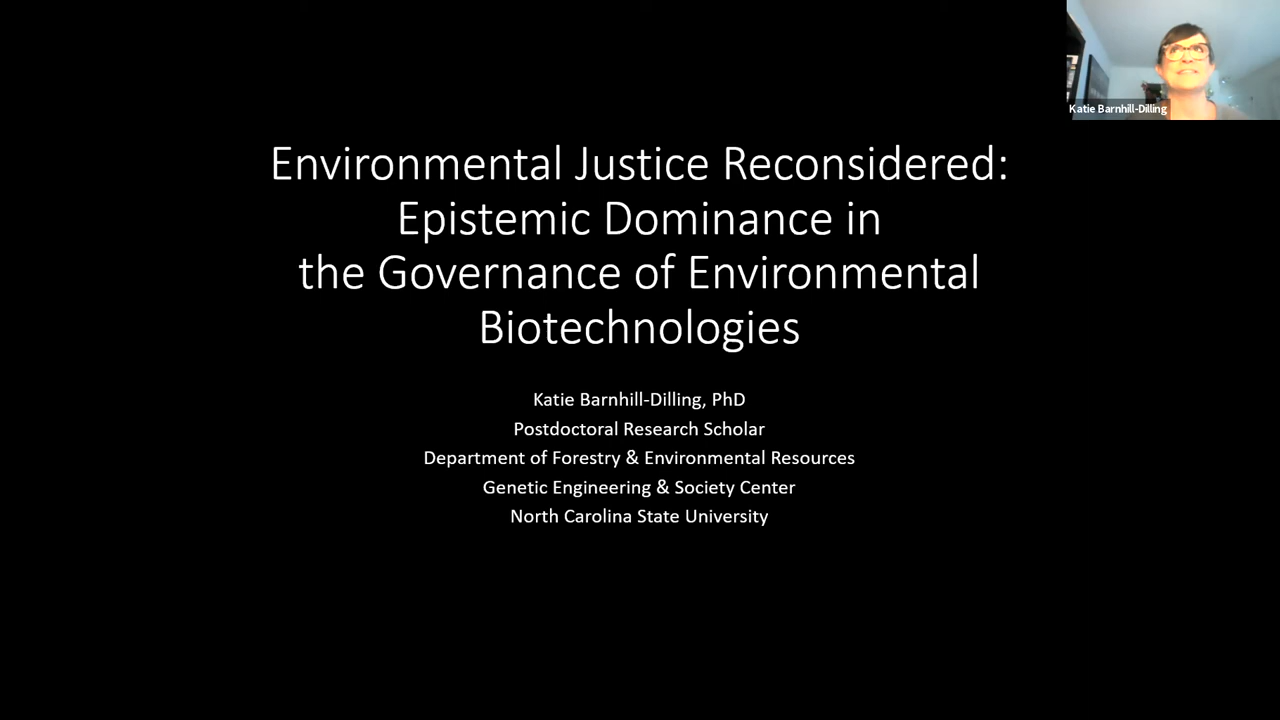 Katie Barnhill-Dilling
Environmental Justice Reconsidered:
Epistemic Dominance in
the Governance of Environmental
Biotechnologies
Katie Barnhill-Dilling, PhD
Postdoctoral Research Scholar
Department of Forestry & Environmental Resources
Genetic Engineering & Society Center
North Carolina State University